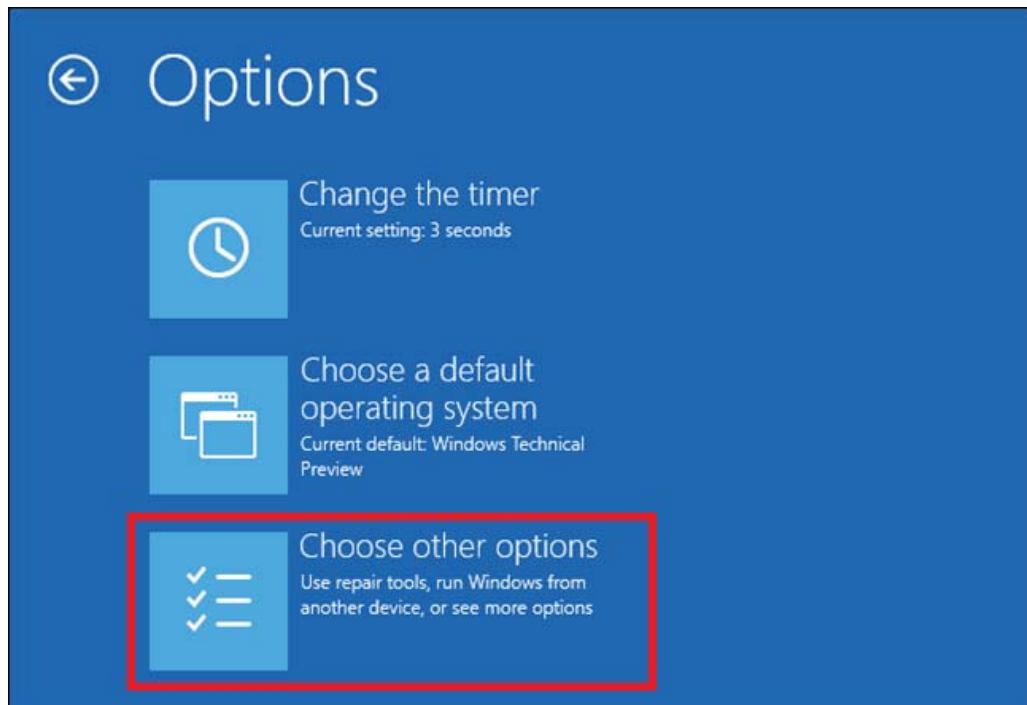 Options
Change the timer
Current setting: 3 seconds
Choose a default
operating system
Current default: Windows Technical
Preview
Choose other options
Use repair tools, run Windows from
another device, or see more options